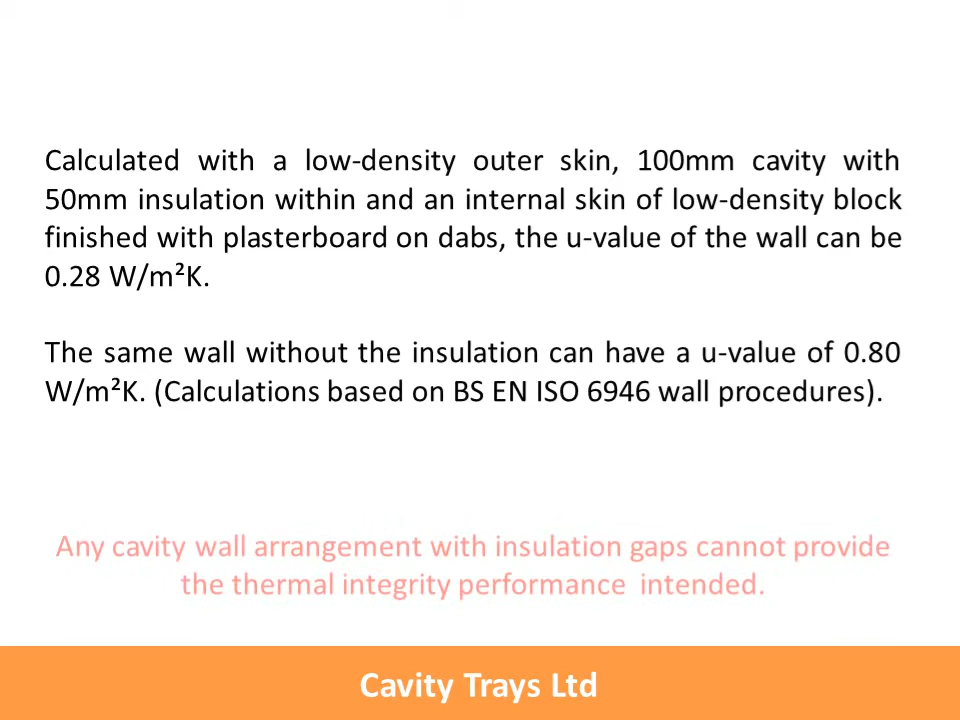 Calculated with a low-density outer skin, 100mm cavity with
50mm insulation within and an internal skin of low-density block
finished with plasterboard on dabs, the u-value of the wall can be
0.28 W/m²K.
The same wall without the insulation can have a u-value of 0.80
W/m²K. (Calculations based on BS EN ISO 6946 wall procedures).
Any cavity wall arrangement with insulation gaps cannot provide
the thermal integrity performance intended.
Cavity Trays Ltd